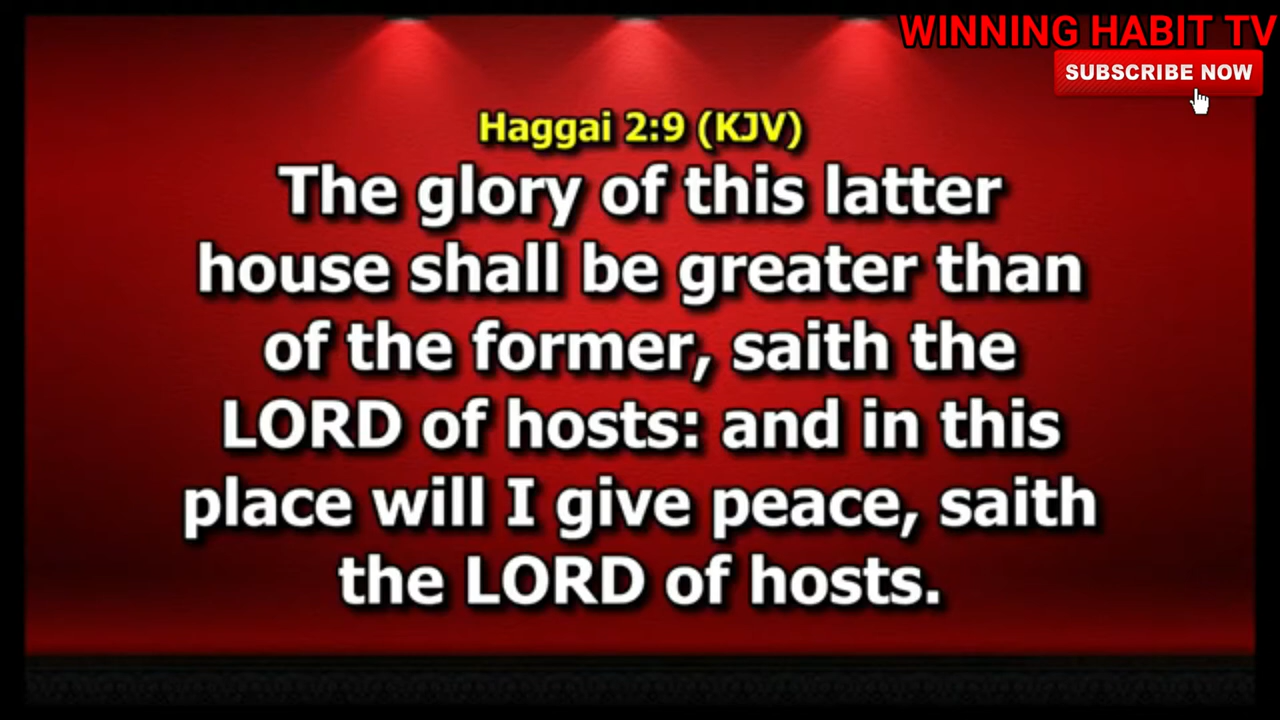 WINNING HABIT TV
SUBSCRIBE NOW
Haggai 2:9 (KJV)
The glory of this latter
house shall be greater than
of the former, saith the
LORD of hosts: and in this
place will I give peace, saith
the LORD of hosts.